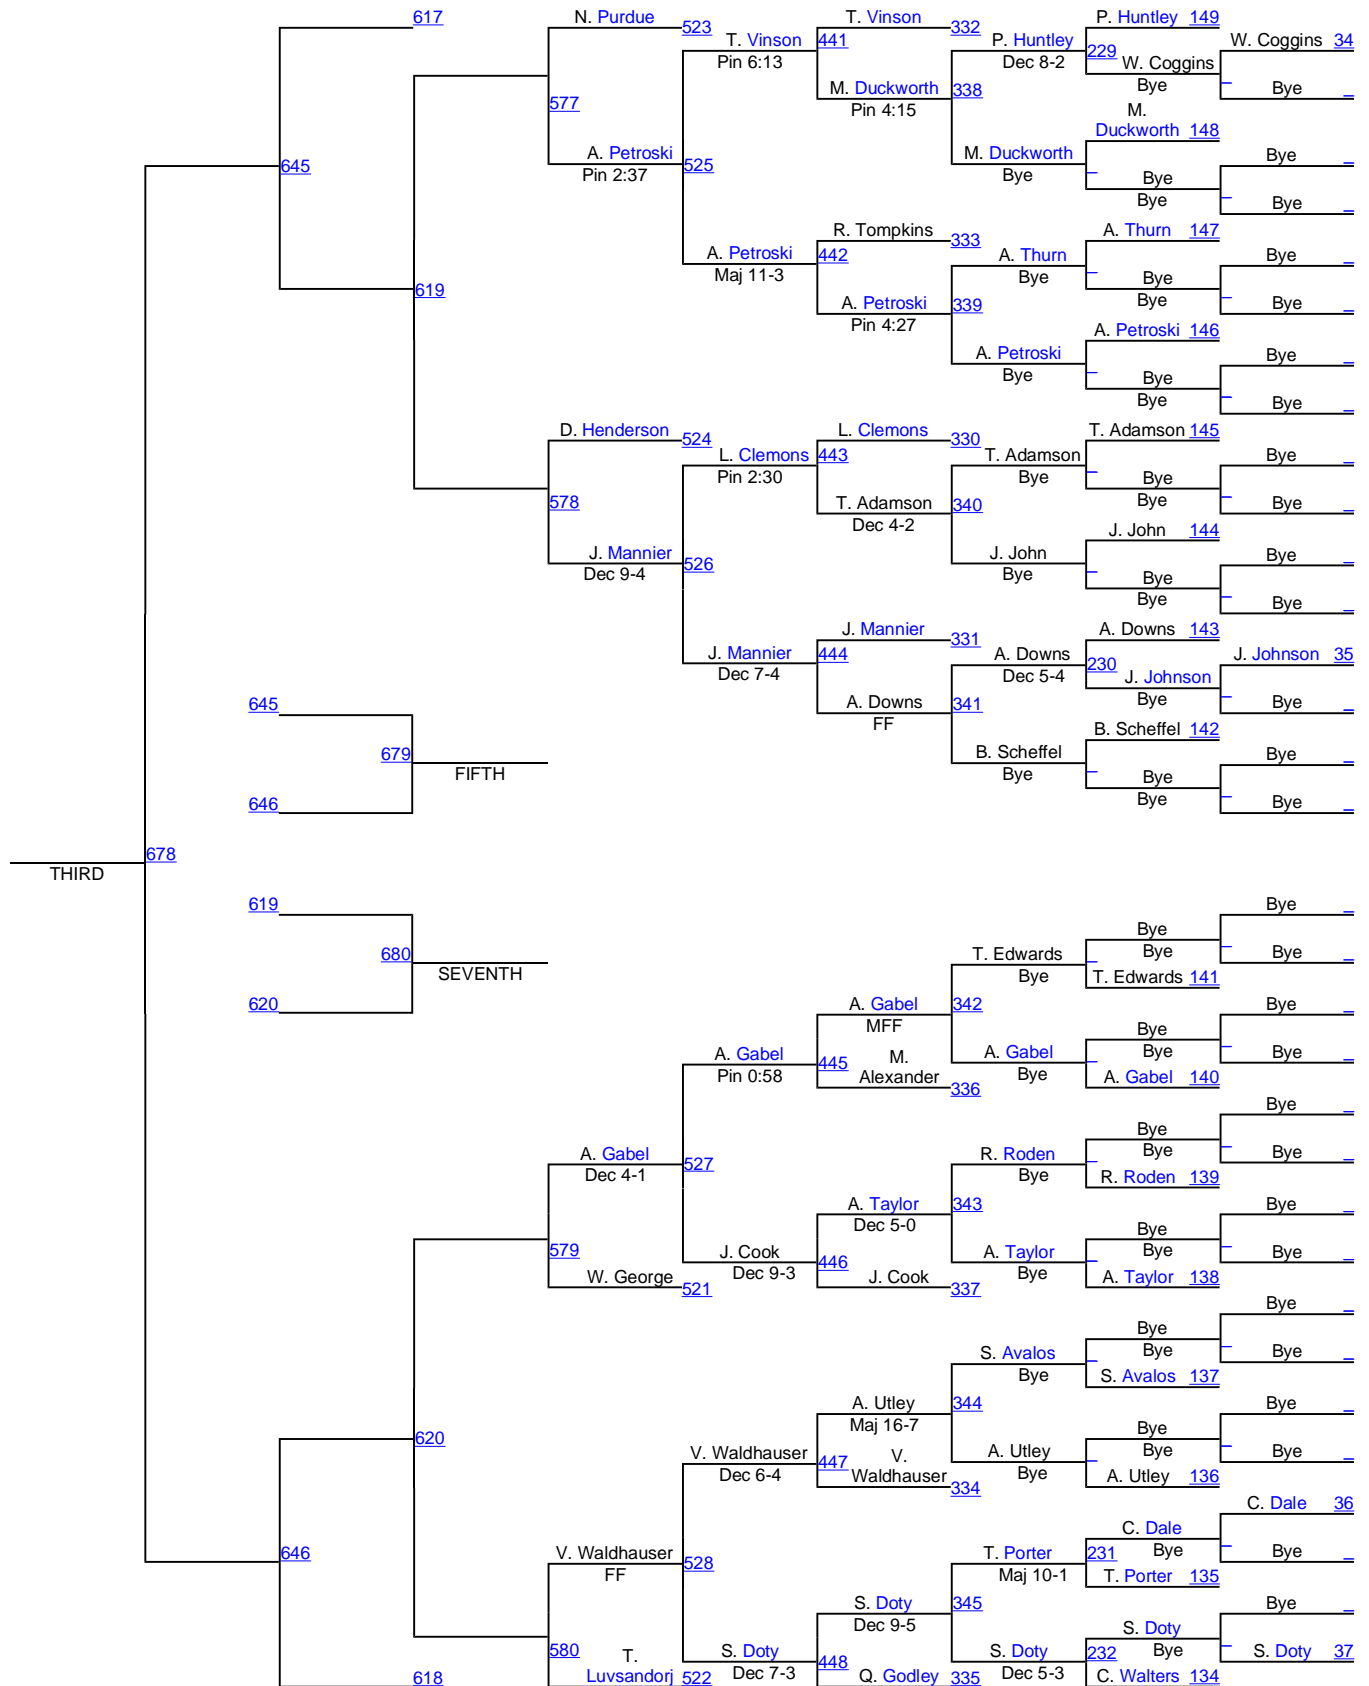 617 N. Purdue 523 T. Vinson 332 P. Huntley 149
T. Vinson 441 P. Huntley 229 W. Coggins 34
Pin 6:13 Dec 8-2 W. Coggins _
M. Duckworth 338 Bye Bye _
577 Pin 4:15 M.
Duckworth 148
A. Petroski 525 M. Duckworth _ Bye _
645 Pin 2:37 Bye Bye _
Bye Bye _
R. Tompkins 333 A. Thurn 147
A. Petroski 442 A. Thurn _ Bye _
Maj 11-3 Bye Bye _
619 A. Petroski 339 Bye Bye _
Pin 4:27 A. Petroski 146
A. Petroski _ Bye _
Bye Bye _
Bye Bye _
D. Henderson 524 L. Clemons 330 T. Adamson 145
L. Clemons 443 T. Adamson _ Bye _
Pin 2:30 Bye Bye _
578 T. Adamson 340 Bye Bye _
Dec 4-2 J. John 144
J. Mannier 526 J. John _ Bye _
Dec 9-4 Bye Bye _
Bye Bye _
J. Mannier 331 A. Downs 143
J. Mannier 444 A. Downs 230 J. Johnson 35
Dec 7-4 Dec 5-4 J. Johnson _
645 A. Downs 341 Bye Bye _
FF B. Scheffel 142
679 B. Scheffel _ Bye _
FIFTH Bye Bye _
646 Bye Bye _
678
THIRD
619 Bye _
Bye _
680 T. Edwards _ Bye _
SEVENTH Bye T. Edwards 141
620 A. Gabel 342 Bye _
MFF Bye _
A. Gabel 445 M. A. Gabel _ Bye Bye _
Pin 0:58 Alexander 336 Bye A. Gabel 140
Bye _
Bye _
A. Gabel 527 R. Roden _ Bye Bye _
Dec 4-1 Bye R. Roden 139
A. Taylor 343 Bye _
Dec 5-0 Bye _
579 J. Cook 446 A. Taylor _ Bye Bye _
W. George 521 Dec 9-3 J. Cook 337 Bye A. Taylor 138
Bye _
Bye _
S. Avalos _ Bye Bye _
Bye S. Avalos 137
A. Utley 344 Bye _
620 Maj 16-7 Bye _
V. Waldhauser 447 V. A. Utley _ Bye Bye _
Dec 6-4 Waldhauser 334 Bye A. Utley 136
C. Dale 36
C. Dale _
646 V. Waldhauser 528 T. Porter 231 Bye Bye _
FF Maj 10-1 T. Porter 135
S. Doty 345 Bye _
Dec 9-5 S. Doty _
580 T. S. Doty 448 S. Doty 232 Bye S. Doty 37
618 Luvsandorj 522 Dec 7-3 Q. Godley 335 Dec 5-3 C. Walters 134